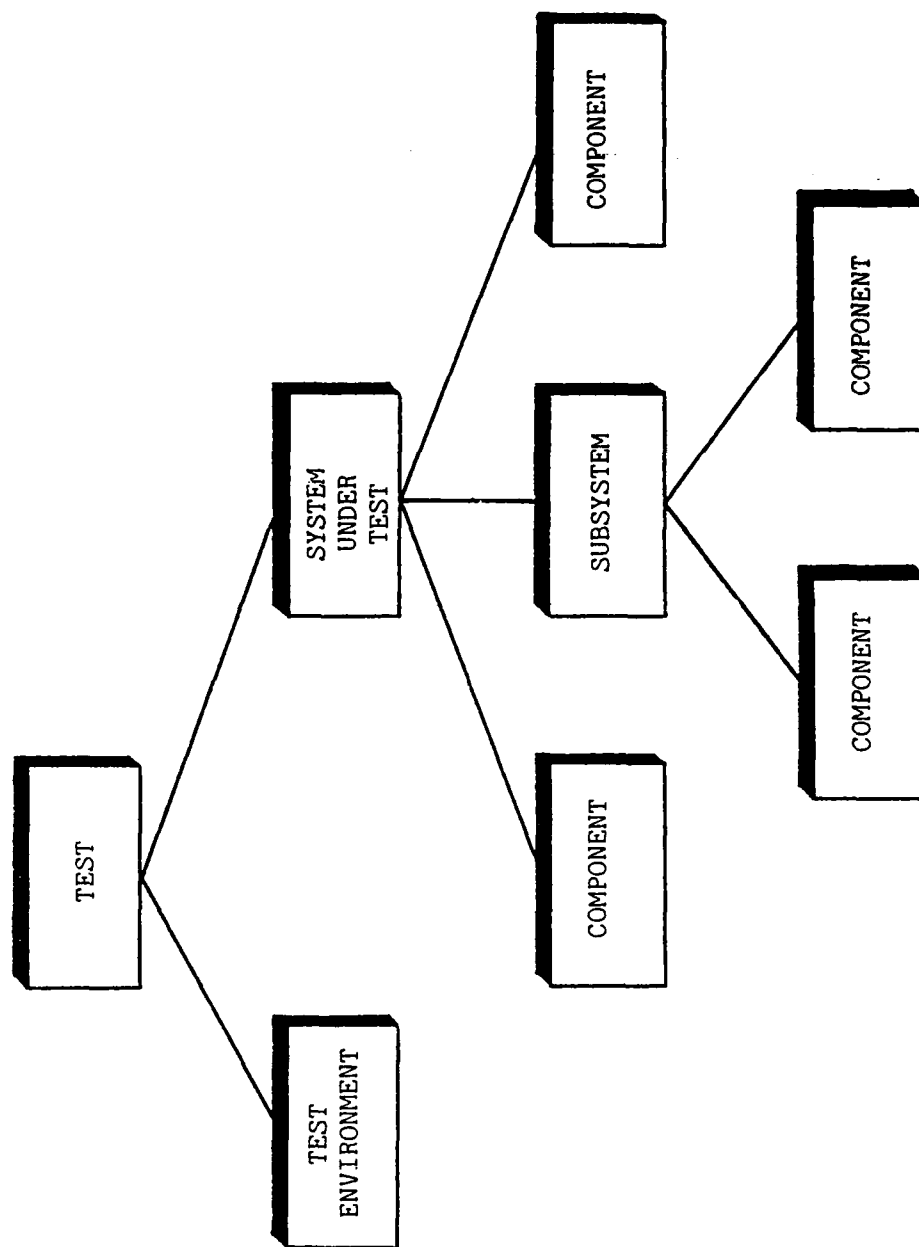 TEST
TEST
ENVIRONMENT
SYSTEM
UNDER
TEST
COMPONENT
SUBSYSTEM
COMPONENT
COMPONENT
COMPONENT